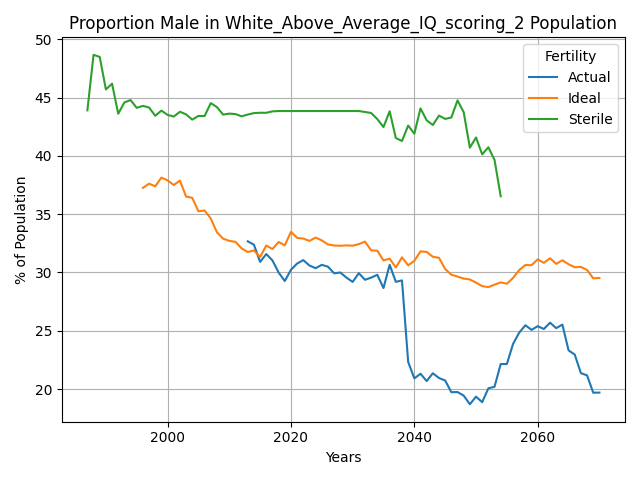 Proportion Male in White_Above_Average_IQ_scoring_2 Population
% of Population
50
45
40
35
30
25
20
Fertility
Actual
Ideal
Sterile
2000
2020
2040
2060
Years